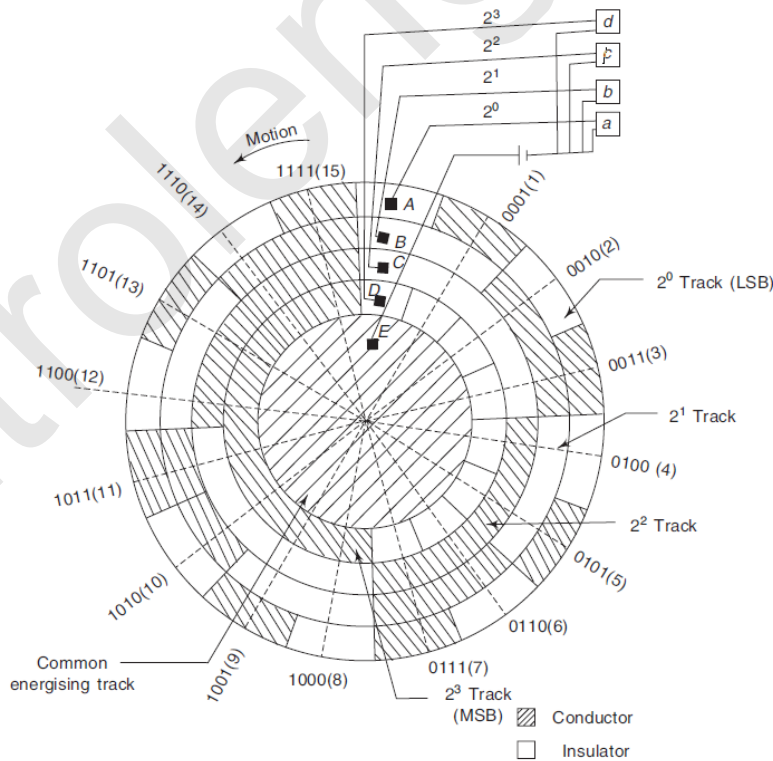 2³
2²
2¹
2⁰
d
c
b
a
Motion
1110(14)
1111(15)
A
B
C
D
E
0001(1)
0010(2)
2⁰ Track (LSB)
1101(13)
0011(3)
1100(12)
2¹ Track
0100 (4)
1011(11)
2² Track
0101(5)
1010(10)
0110(6)
Common
energising track
1001(9)
1000(8)
0111(7)
2³ Track
(MSB)
Conductor
Insulator